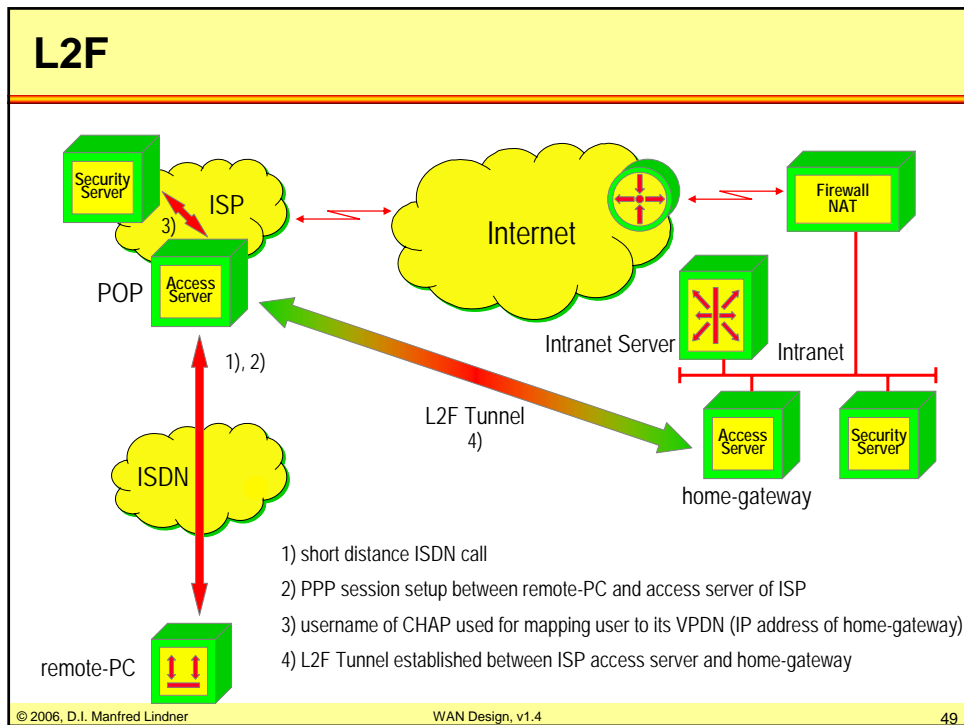 L2F
Security
Server
ISP
3)
Access
Server
POP
Internet
Firewall
NAT
1), 2)
Intranet Server
Intranet
L2F Tunnel
4)
Access
Server
Security
Server
home-gateway
ISDN
1) short distance ISDN call
2) PPP session setup between remote-PC and access server of ISP
3) username of CHAP used for mapping user to its VPDN (IP address of home-gateway)
4) L2F Tunnel established between ISP access server and home-gateway
remote-PC
© 2006, D.I. Manfred Lindner
WAN Design, v1.4
49